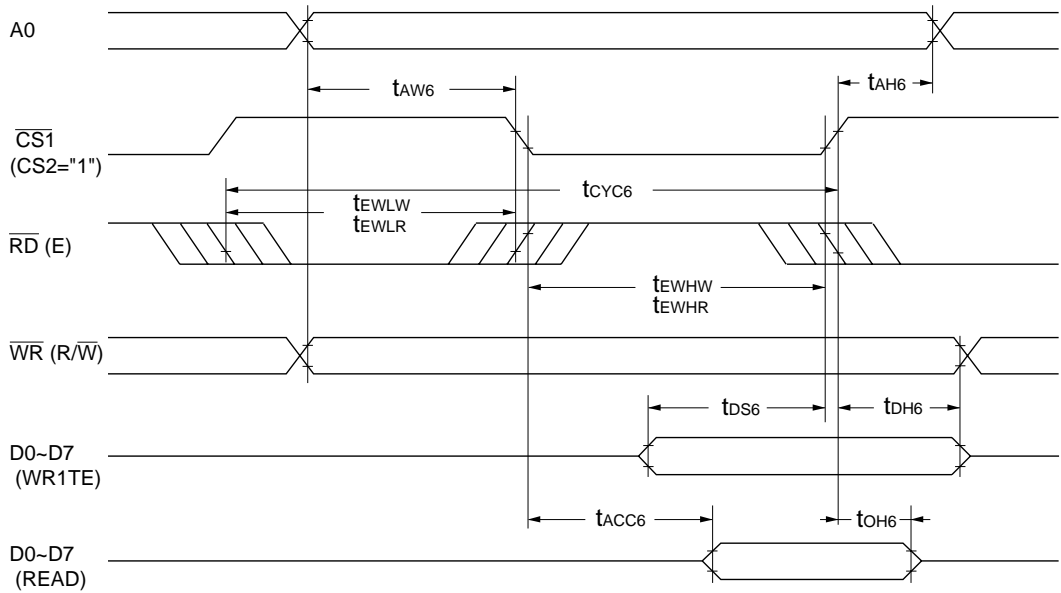 A0
tAW6
tAH6
CS1
(CS2="1")
tCYC6
tEWLW
tEWLR
RD (E)
tEWHW
tEWHR
WR (R/W)
tDS6
tDH6
D0~D7
(WR1TE)
tACC6
tOH6
D0~D7
(READ)